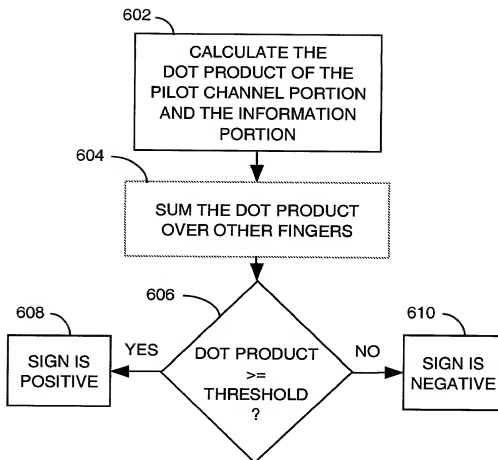 602
CALCULATE THE
DOT PRODUCT OF THE
PILOT CHANNEL PORTION
AND THE INFORMATION
PORTION
604
SUM THE DOT PRODUCT
OVER OTHER FINGERS
606
DOT PRODUCT
>=
THRESHOLD
?
608
YES
SIGN IS
POSITIVE
610
NO
SIGN IS
NEGATIVE